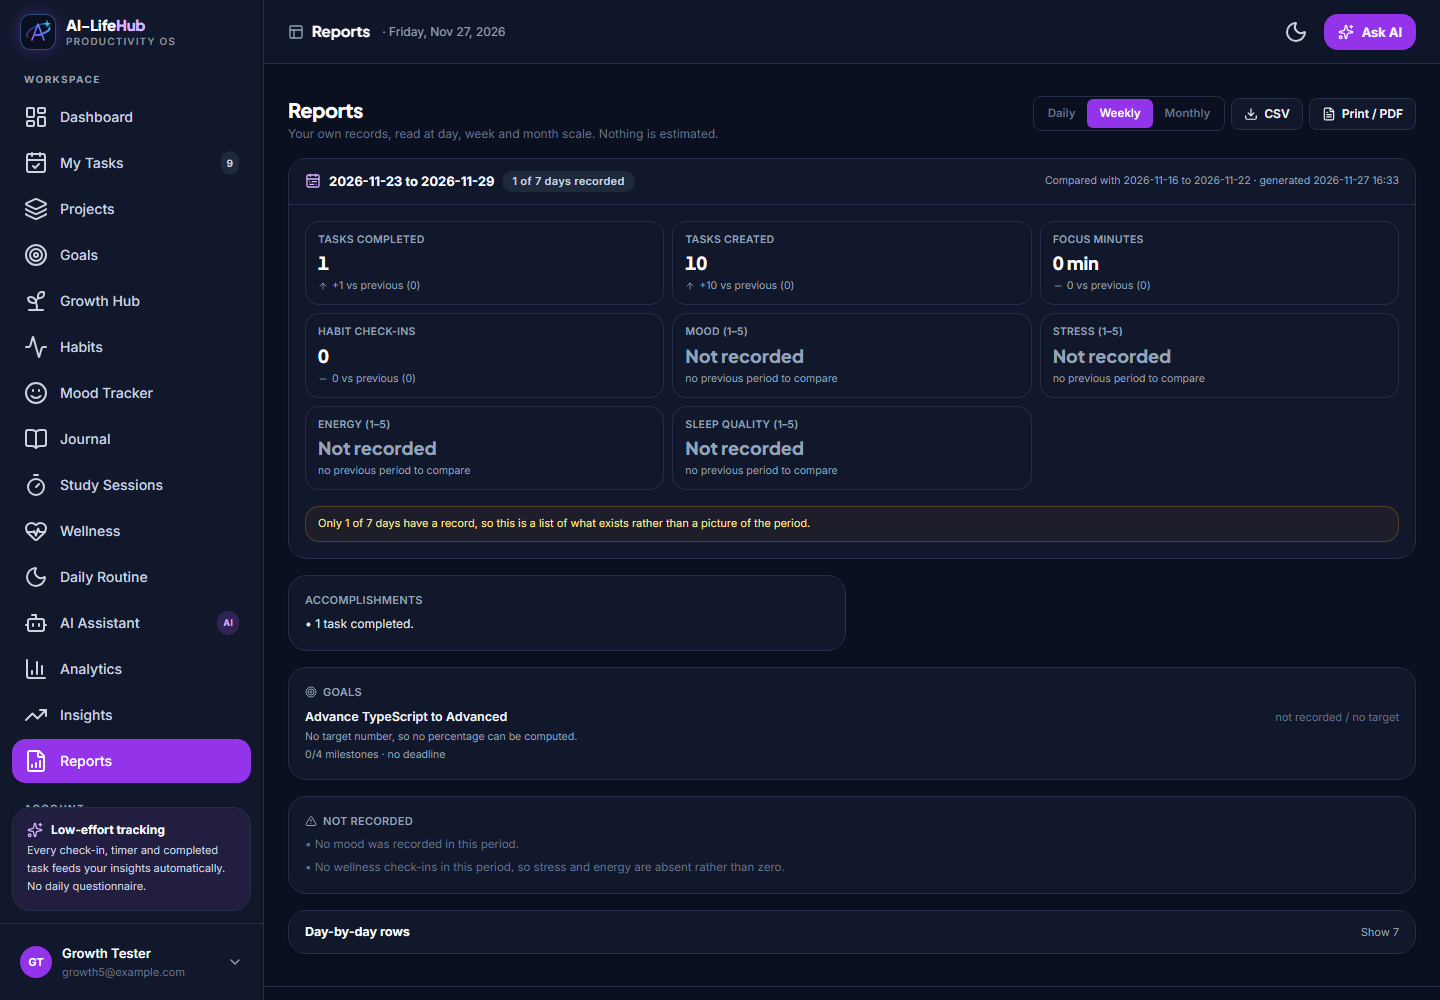 AI-LifeHub
PRODUCTIVITY OS
WORKSPACE
Dashboard
My Tasks
9
Projects
Goals
Growth Hub
Habits
Mood Tracker
Journal
Study Sessions
Wellness
Daily Routine
AI Assistant
AI
Analytics
Insights
Reports
ACCOUNT
Low-effort tracking
Every check-in, timer and completed
task feeds your insights automatically.
No daily questionnaire.
GT
Growth Tester
growth5@example.com
Reports · Friday, Nov 27, 2026
Ask AI
Reports
Your own records, read at day, week and month scale. Nothing is estimated.
Daily Weekly Monthly
CSV
Print / PDF
2026-11-23 to 2026-11-29 1 of 7 days recorded
Compared with 2026-11-16 to 2026-11-22 · generated 2026-11-27 16:33
TASKS COMPLETED
1
↑ +1 vs previous (0)
TASKS CREATED
10
↑ +10 vs previous (0)
FOCUS MINUTES
0 min
— 0 vs previous (0)
HABIT CHECK-INS
0
— 0 vs previous (0)
MOOD (1–5)
Not recorded
no previous period to compare
STRESS (1–5)
Not recorded
no previous period to compare
ENERGY (1–5)
Not recorded
no previous period to compare
SLEEP QUALITY (1–5)
Not recorded
no previous period to compare
Only 1 of 7 days have a record, so this is a list of what exists rather than a picture of the period.
ACCOMPLISHMENTS
• 1 task completed.
GOALS
Advance TypeScript to Advanced
not recorded / no target
No target number, so no percentage can be computed.
0/4 milestones · no deadline
NOT RECORDED
• No mood was recorded in this period.
• No wellness check-ins in this period, so stress and energy are absent rather than zero.
Day-by-day rows
Show 7